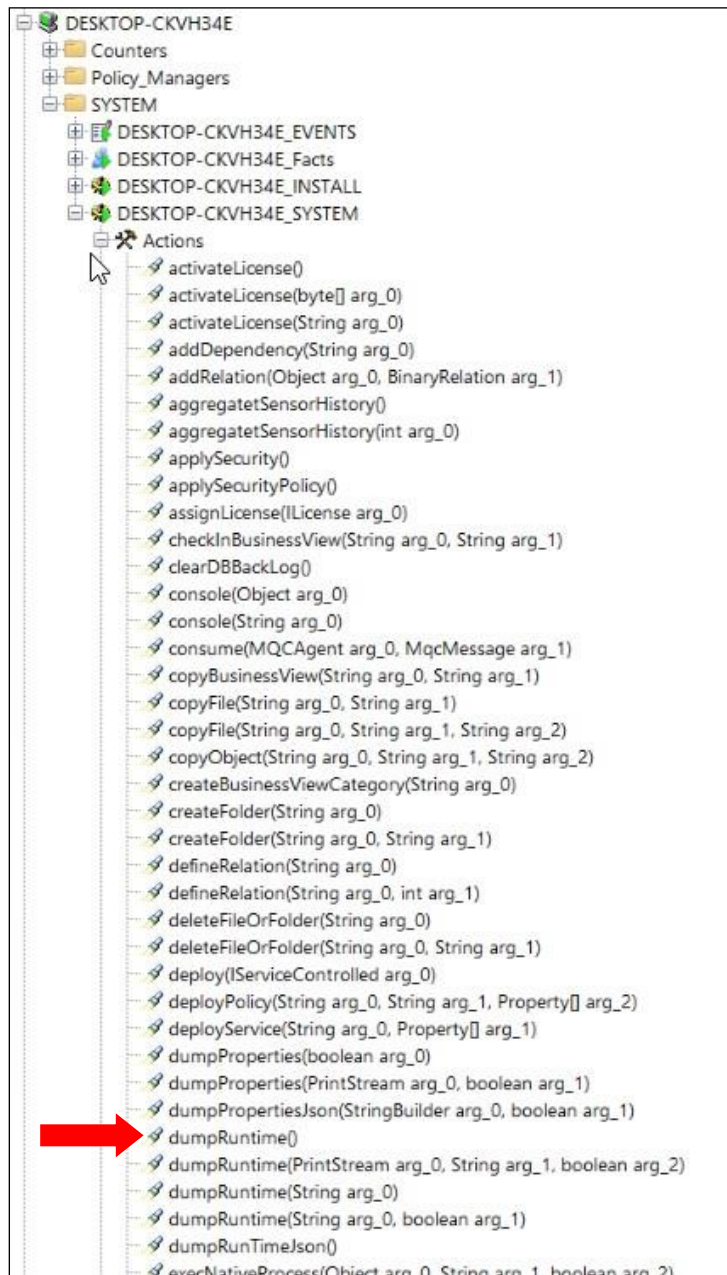 DESKTOP-CKVH34E
Counters
Policy_Managers
SYSTEM
DESKTOP-CKVH34E_EVENTS
DESKTOP-CKVH34E_Facts
DESKTOP-CKVH34E_INSTALL
DESKTOP-CKVH34E_SYSTEM
Actions
activateLicense()
activateLicense(byte[] arg_0)
activateLicense(String arg_0)
addDependency(String arg_0)
addRelation(Object arg_0, BinaryRelation arg_1)
aggregatetSensorHistory()
aggregatetSensorHistory(int arg_0)
applySecurity()
applySecurityPolicy()
assignLicense(ILicense arg_0)
checkInBusinessView(String arg_0, String arg_1)
clearDBBackLog()
console(Object arg_0)
console(String arg_0)
consume(MQCAgent arg_0, MqcMessage arg_1)
copyBusinessView(String arg_0, String arg_1)
copyFile(String arg_0, String arg_1)
copyFile(String arg_0, String arg_1, String arg_2)
copyObject(String arg_0, String arg_1, String arg_2)
createBusinessViewCategory(String arg_0)
createFolder(String arg_0)
createFolder(String arg_0, String arg_1)
defineRelation(String arg_0)
defineRelation(String arg_0, int arg_1)
deleteFileOrFolder(String arg_0)
deleteFileOrFolder(String arg_0, String arg_1)
deploy(IServiceControlled arg_0)
deployPolicy(String arg_0, String arg_1, Property[] arg_2)
deployService(String arg_0, Property[] arg_1)
dumpProperties(boolean arg_0)
dumpProperties(PrintStream arg_0, boolean arg_1)
dumpPropertiesJson(StringBuilder arg_0, boolean arg_1)
dumpRuntime()
dumpRuntime(PrintStream arg_0, String arg_1, boolean arg_2)
dumpRuntime(String arg_0)
dumpRuntime(String arg_0, boolean arg_1)
dumpRunTimeJson()
execNativeProcess(Object arg_0, String arg_1, boolean arg_2)